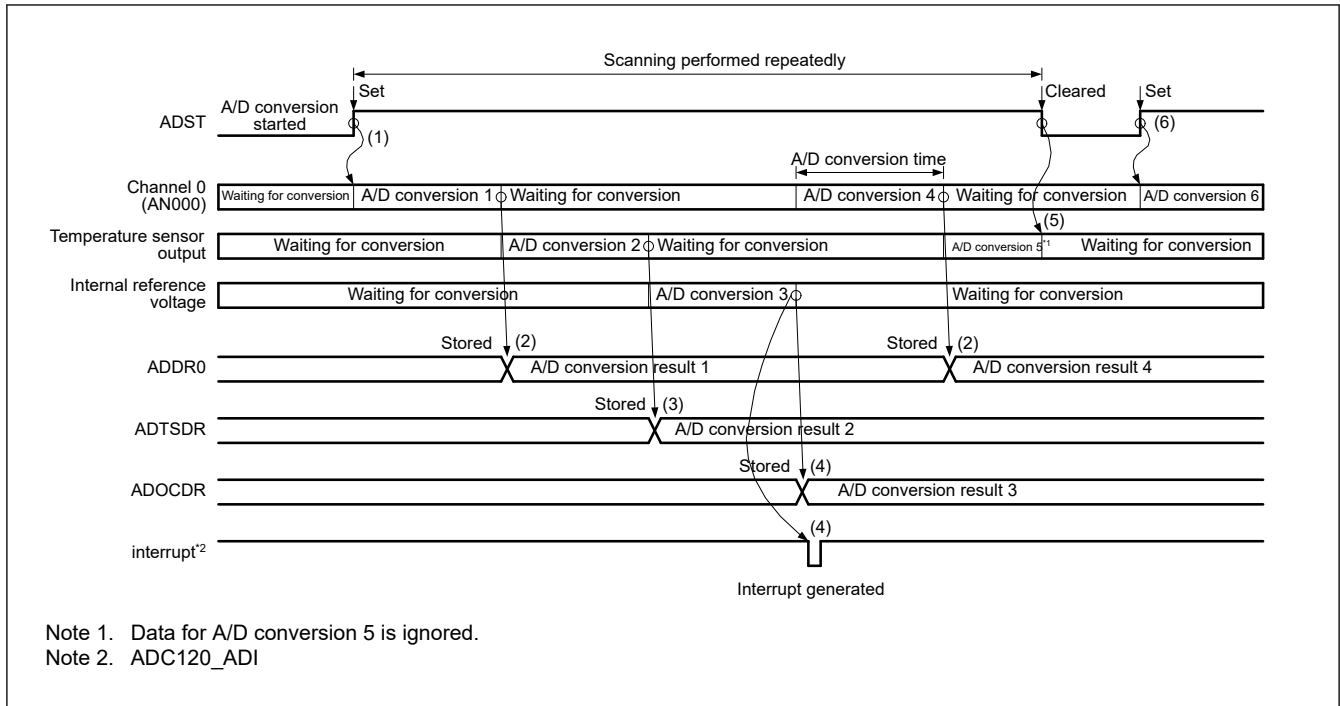 Scanning performed repeatedly
Set
Cleared
Set
ADST
A/D conversion
started
(1)
(6)
A/D conversion time
Channel 0
(AN000)
Waiting for conversion
A/D conversion 1
Waiting for conversion
A/D conversion 4
Waiting for conversion
A/D conversion 6
(5)
Temperature sensor
output
Waiting for conversion
A/D conversion 2
Waiting for conversion
A/D conversion 5*1
Waiting for conversion
Internal reference
voltage
Waiting for conversion
A/D conversion 3
Waiting for conversion
Stored
(2)
Stored
(2)
ADDR0
A/D conversion result 1
A/D conversion result 4
Stored
(3)
ADTSDR
A/D conversion result 2
Stored
(4)
ADOCDR
A/D conversion result 3
(4)
interrupt*2
Interrupt generated
Note 1. Data for A/D conversion 5 is ignored.
Note 2. ADC120_ADI